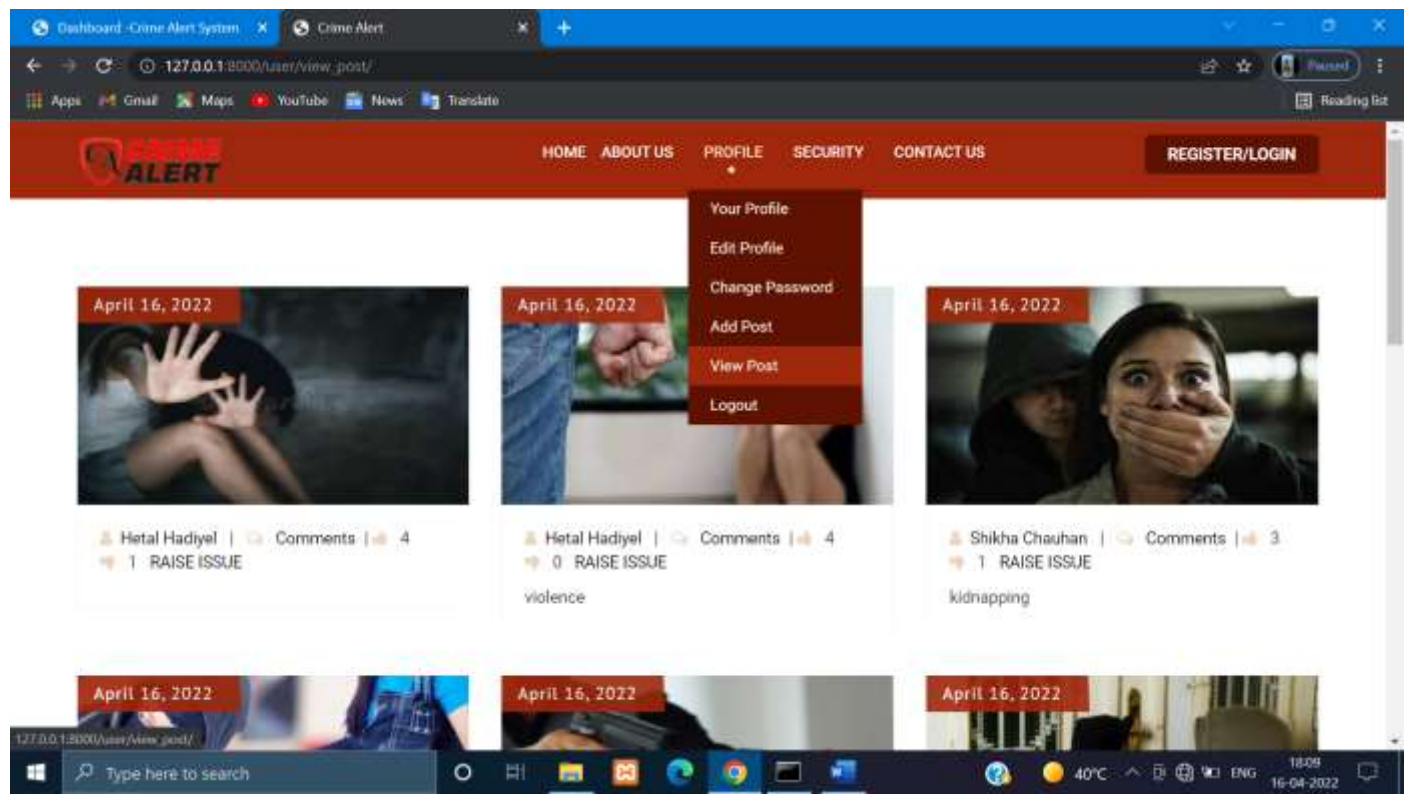 Dashboard -Crime Alert System
Crime Alert
127.0.0.1:8000/user/view_post/
Paused
Apps Gmail Maps YouTube News Translate
Reading list
CRIME
ALERT
HOME ABOUT US PROFILE SECURITY CONTACT US
REGISTER/LOGIN
Your Profile
Edit Profile
Change Password
Add Post
View Post
Logout
April 16, 2022
April 16, 2022
April 16, 2022
Hetal Hadiyel | Comments | 4
1 RAISE ISSUE
Hetal Hadiyel | Comments | 4
0 RAISE ISSUE
violence
Shikha Chauhan | Comments | 3
1 RAISE ISSUE
kidnapping
April 16, 2022
April 16, 2022
April 16, 2022
127.0.0.1:8000/user/view_post/
Type here to search
40°C
ENG
18:09
16-04-2022